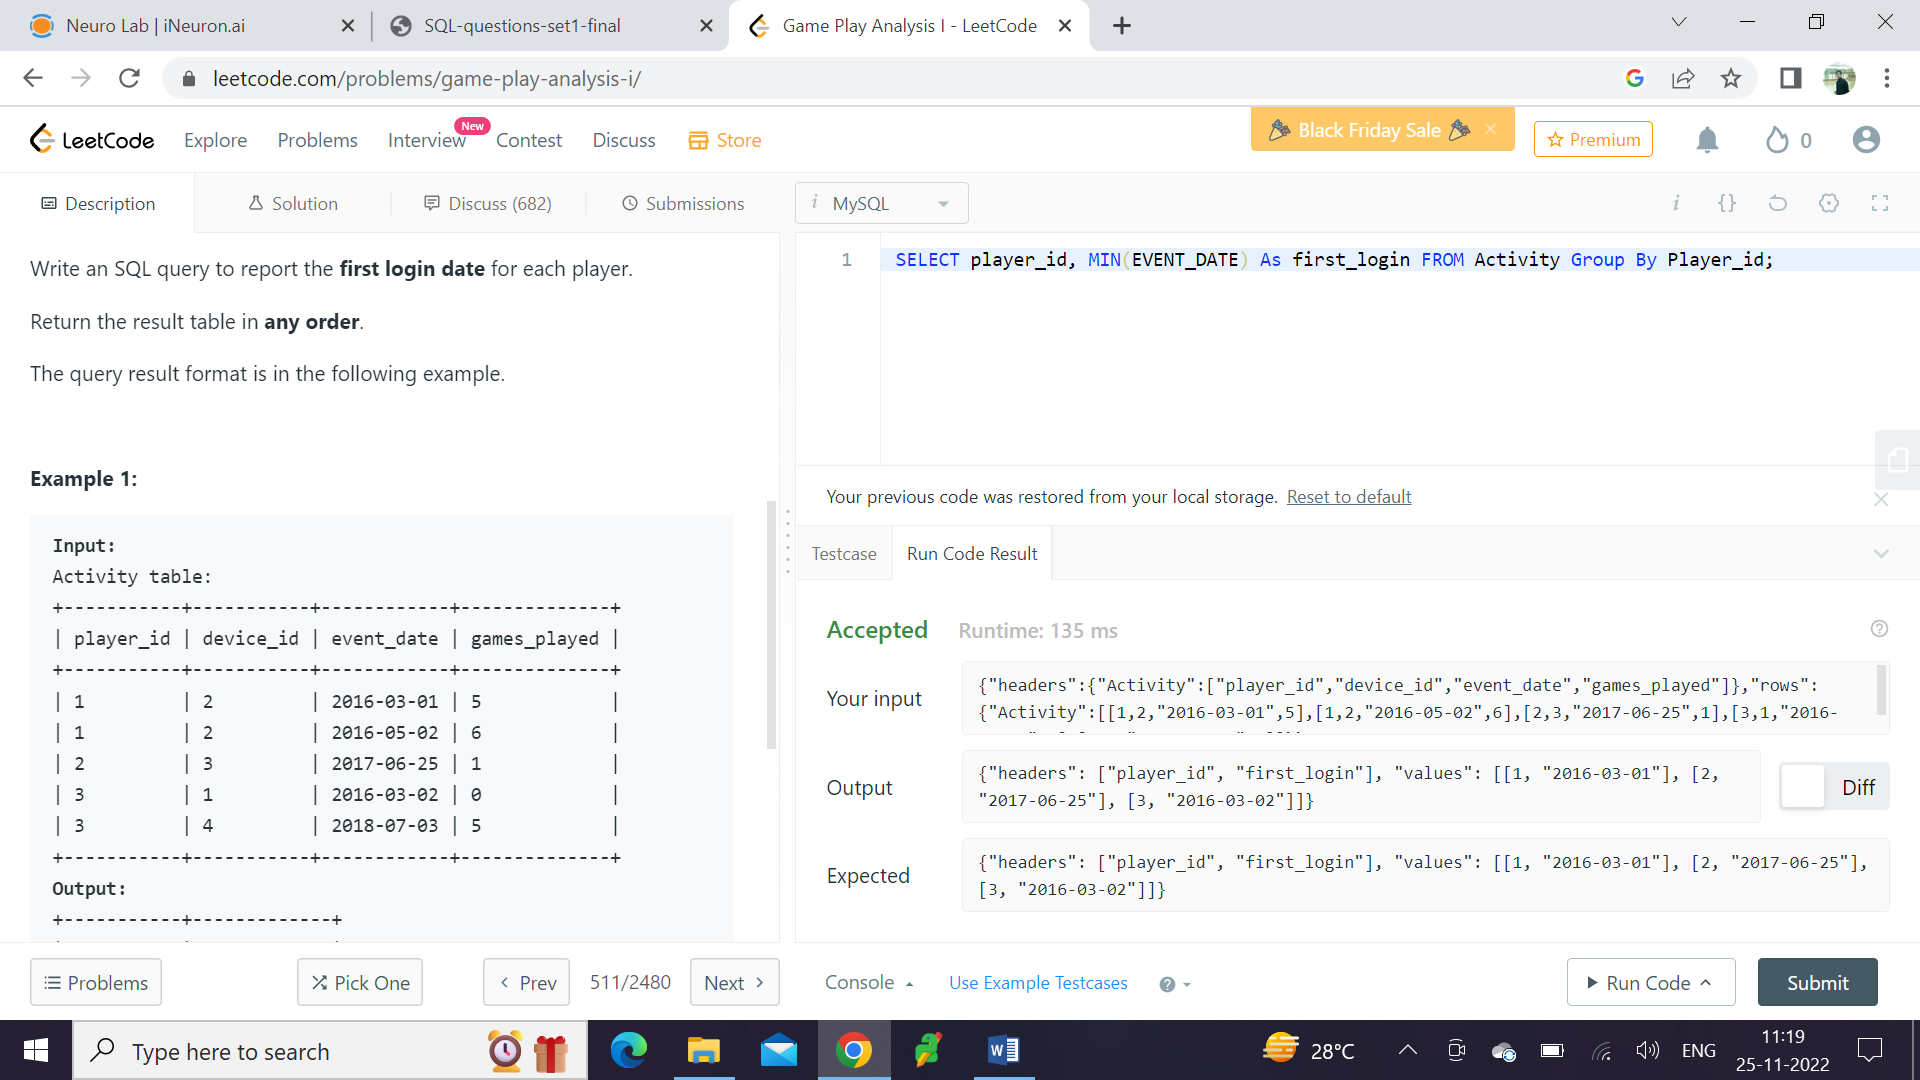 Neuro Lab | iNeuron.ai
SQL-questions-set1-final
Game Play Analysis I - LeetCode
leetcode.com/problems/game-play-analysis-i/
LeetCode
Explore
Problems
Interview
New
Contest
Discuss
Store
Black Friday Sale
Premium
0
Description
Solution
Discuss (682)
Submissions
i MySQL
i {}
Write an SQL query to report the first login date for each player.
Return the result table in any order.
The query result format is in the following example.
Example 1:
Input:
Activity table:
+-----------+-----------+------------+--------------+
| player_id | device_id | event_date | games_played |
+-----------+-----------+------------+--------------+
| 1         | 2         | 2016-03-01 | 5            |
| 1         | 2         | 2016-05-02 | 6            |
| 2         | 3         | 2017-06-25 | 1            |
| 3         | 1         | 2016-03-02 | 0            |
| 3         | 4         | 2018-07-03 | 5            |
+-----------+-----------+------------+--------------+
Output:
+-----------+-------------+
1 SELECT player_id, MIN(EVENT_DATE) As first_login FROM Activity Group By Player_id;
Your previous code was restored from your local storage. Reset to default
Testcase
Run Code Result
Accepted Runtime: 135 ms
Your input
{"headers":{"Activity":["player_id","device_id","event_date","games_played"]},"rows":
{"Activity":[[1,2,"2016-03-01",5],[1,2,"2016-05-02",6],[2,3,"2017-06-25",1],[3,1,"2016-
Output
{"headers": ["player_id", "first_login"], "values": [[1, "2016-03-01"], [2,
"2017-06-25"], [3, "2016-03-02"]]}
Diff
Expected
{"headers": ["player_id", "first_login"], "values": [[1, "2016-03-01"], [2, "2017-06-25"],
[3, "2016-03-02"]]}
Problems
Pick One
Prev
511/2480
Next
Console
Use Example Testcases
Run Code
Submit
Type here to search
28°C
ENG
11:19
25-11-2022